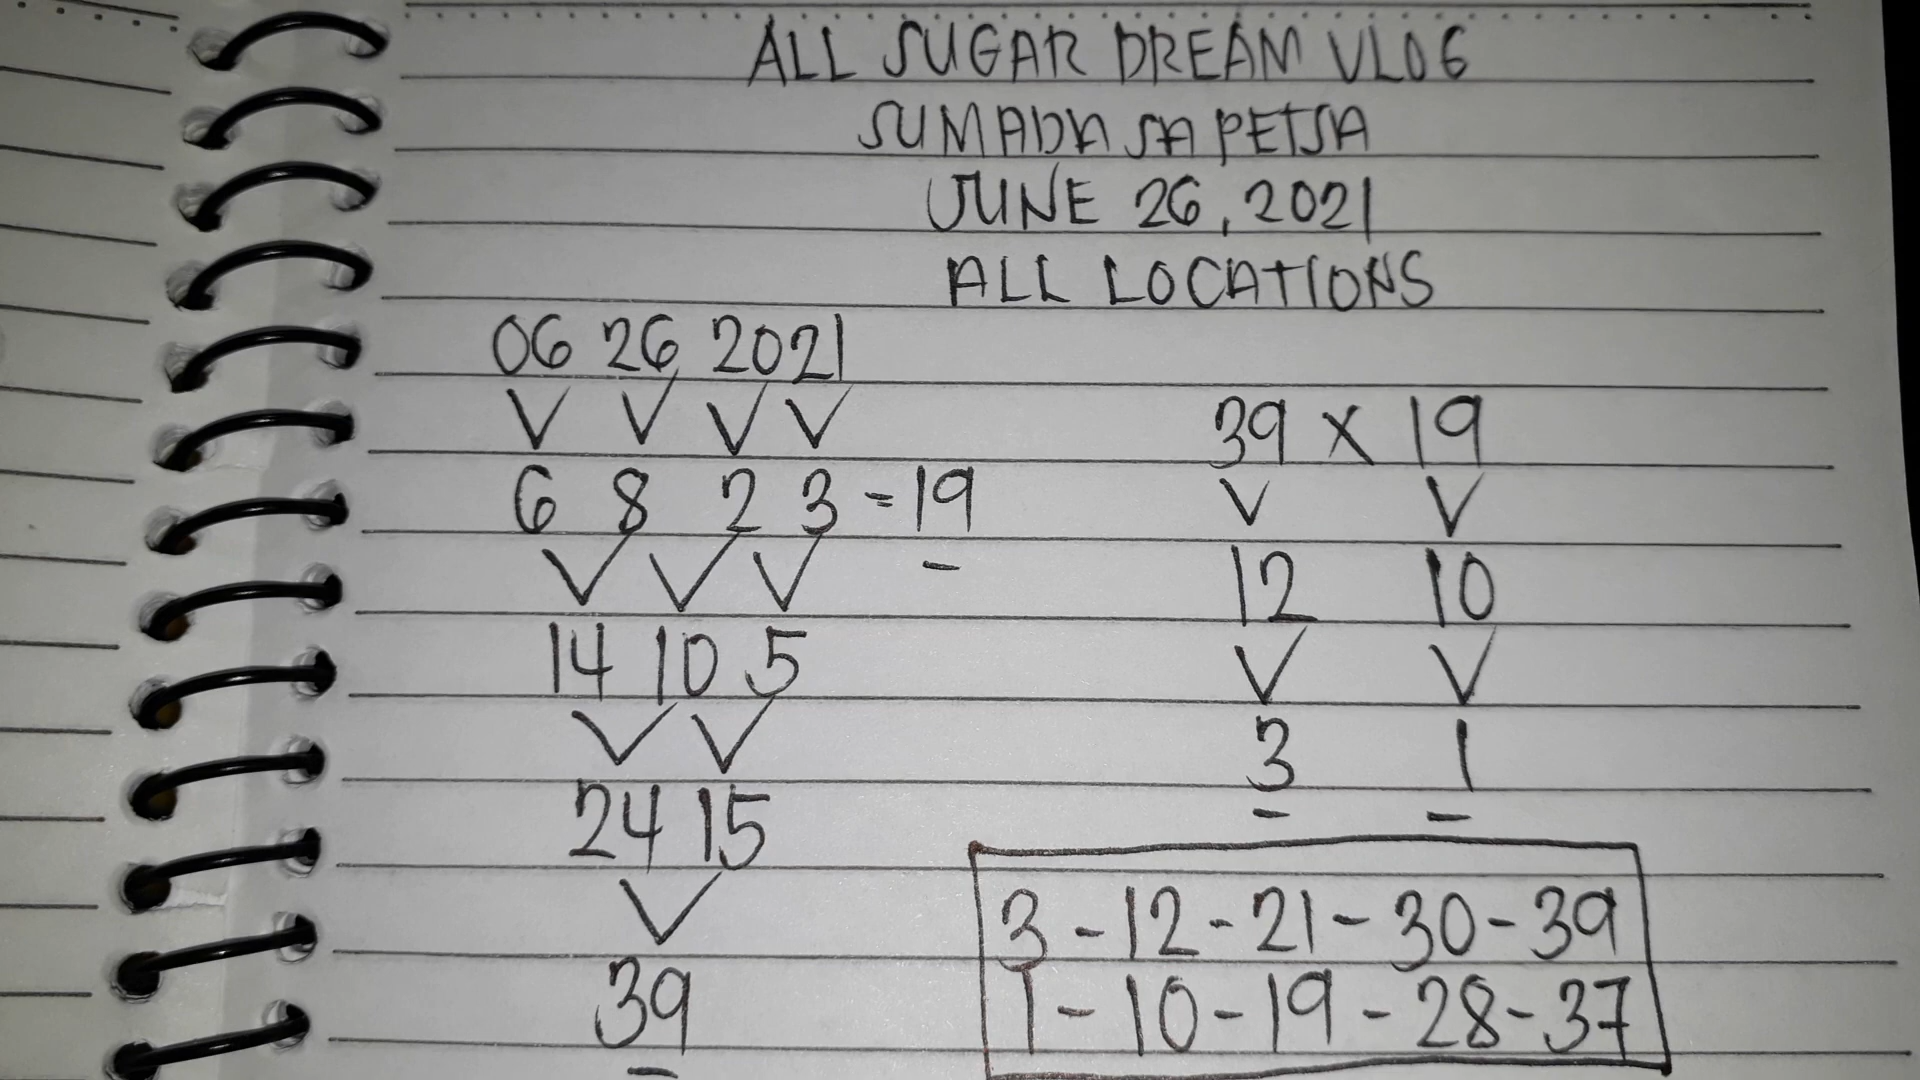 ALL SUGAR DREAM VLOG
SUMADA SA PETSA
JUNE 26, 2021
ALL LOCATIONS
06 26 2021
V V V V
6 8 2 3 = 19
V V V
14 10 5
V V
24 15
V
39
39 X 19
V V
12 10
V V
3 1
3 - 12 - 21 - 30 - 39
1 - 10 - 19 - 28 - 37